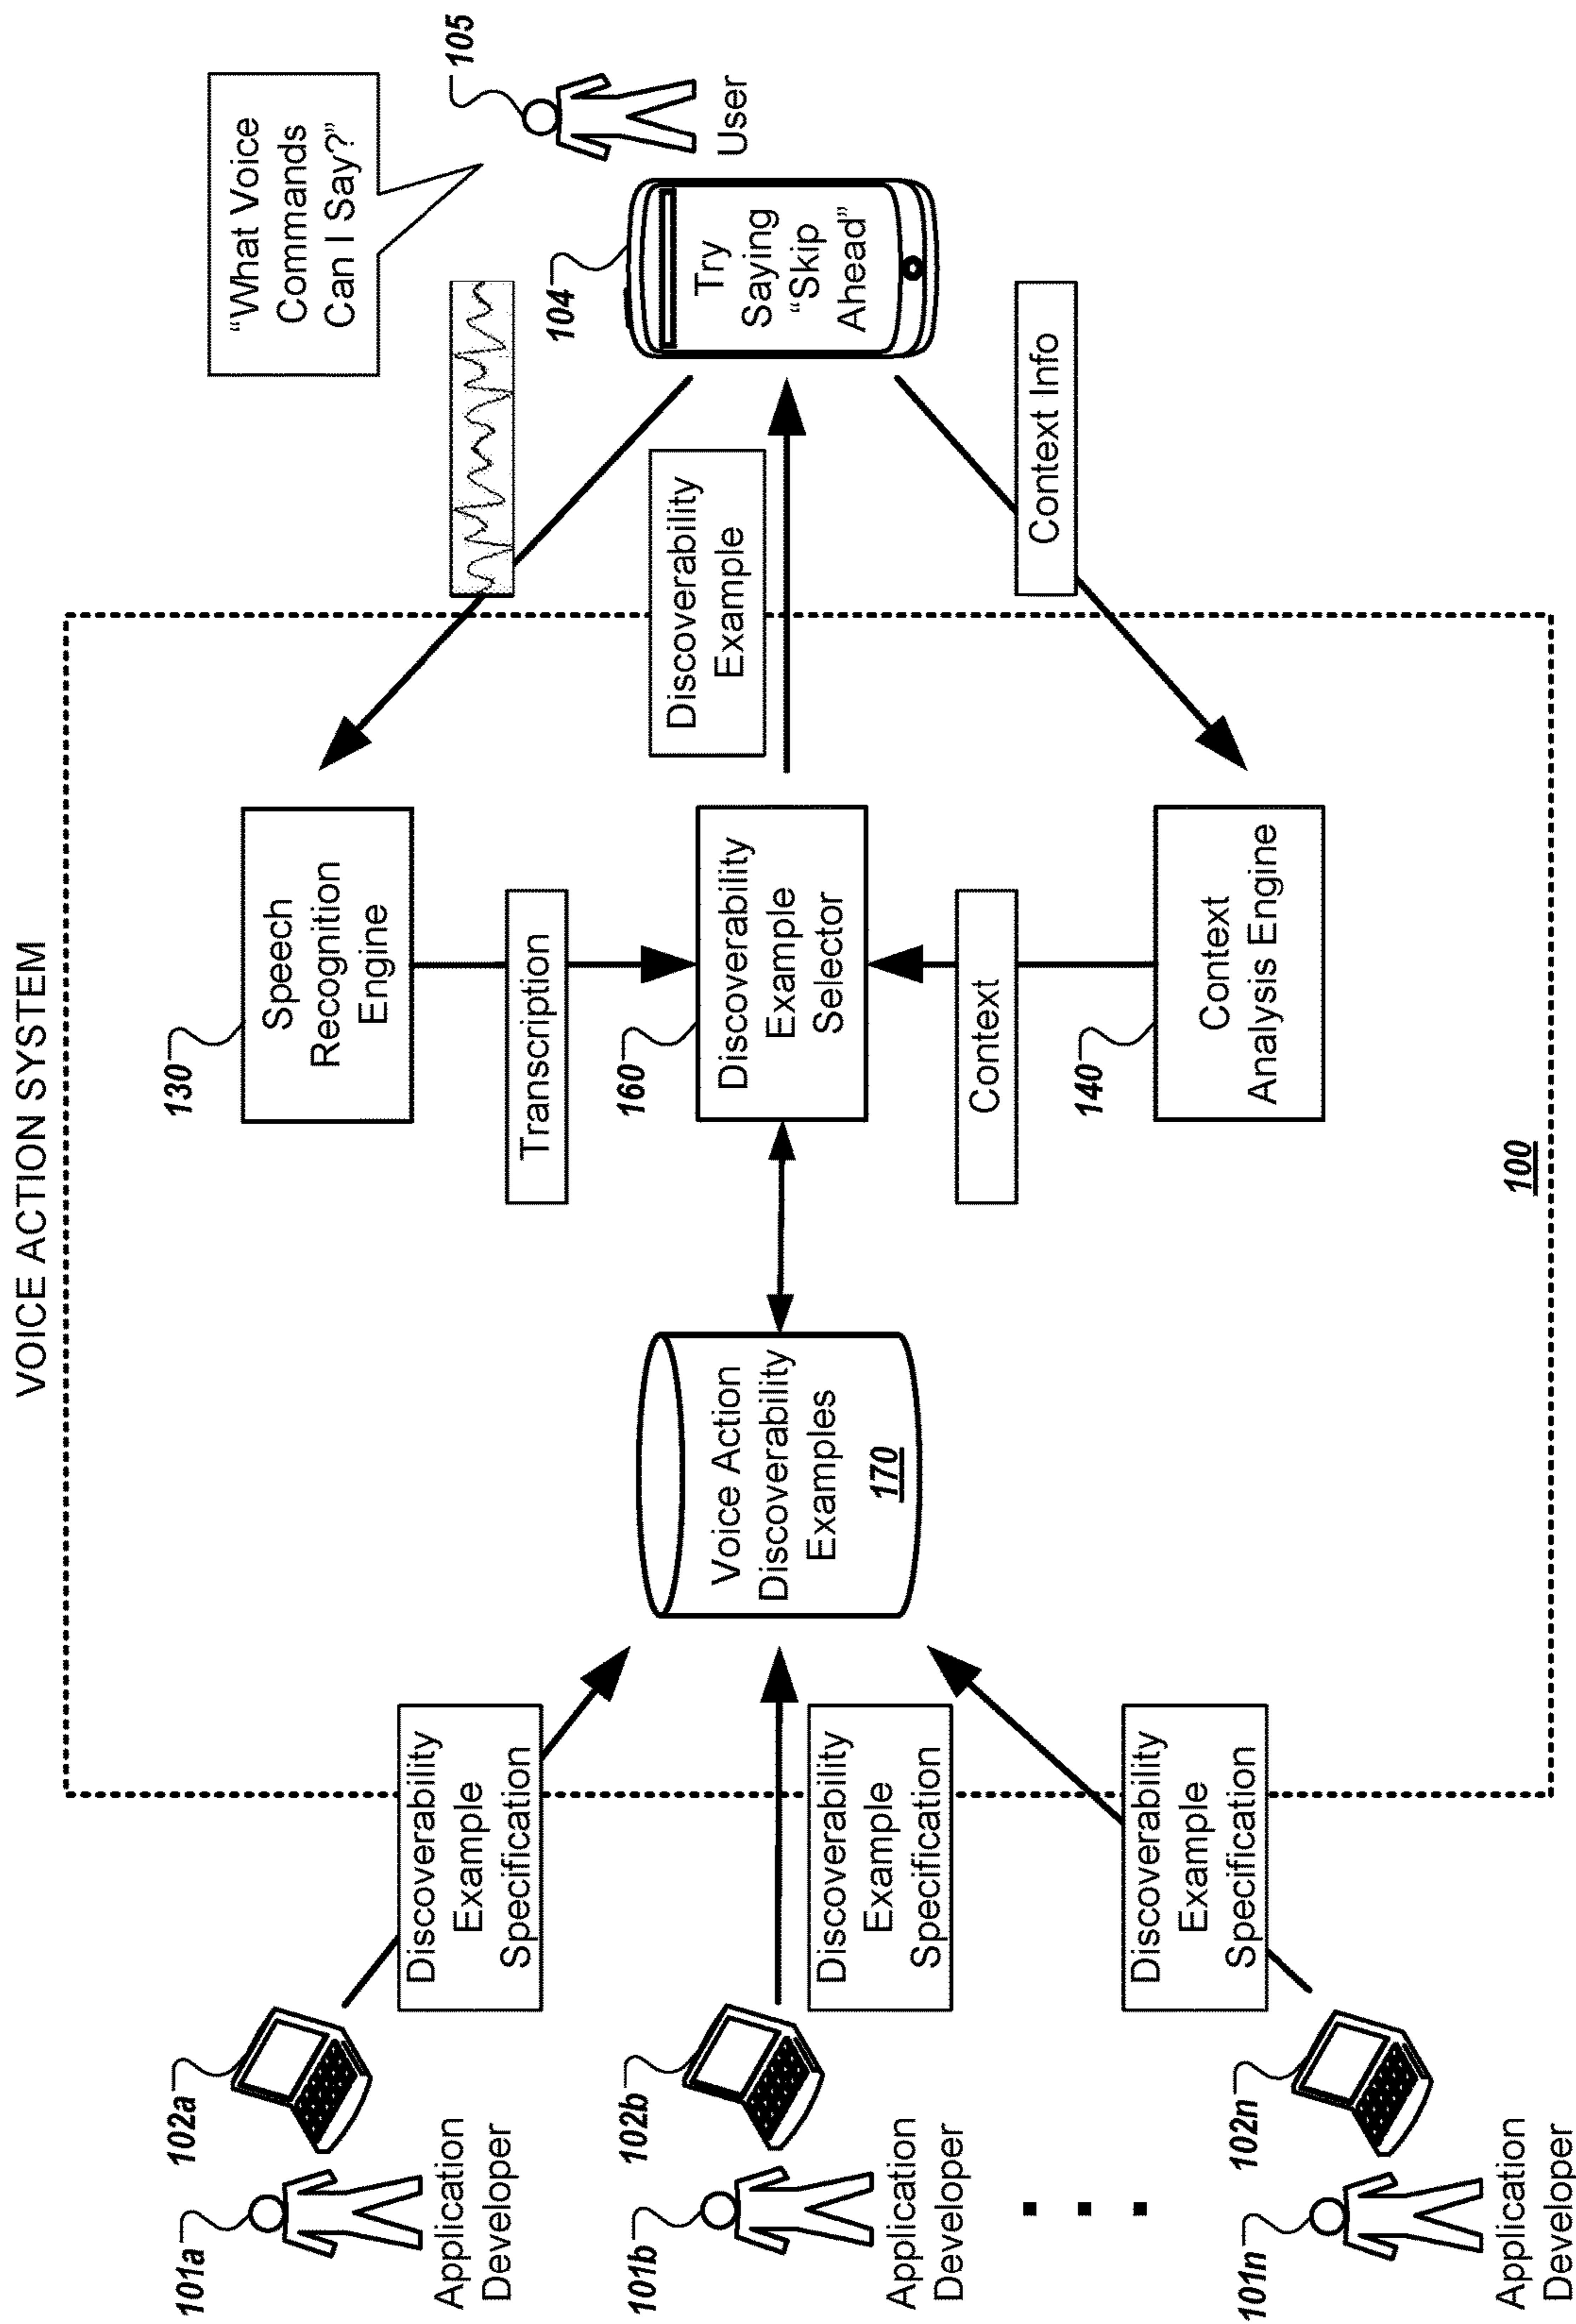 VOICE ACTION SYSTEM
101a
Application
Developer
102a
Discoverability
Example
Specification
101b
Application
Developer
102b
Discoverability
Example
Specification
101n
Application
Developer
102n
Discoverability
Example
Specification
Voice Action
Discoverability
Examples
170
130
Speech
Recognition
Engine
Transcription
160
Discoverability
Example
Selector
Context
140
Context
Analysis Engine
100
Discoverability
Example
Context Info
104
Try
Saying
“Skip
Ahead”
“What Voice
Commands
Can I Say?”
105
User